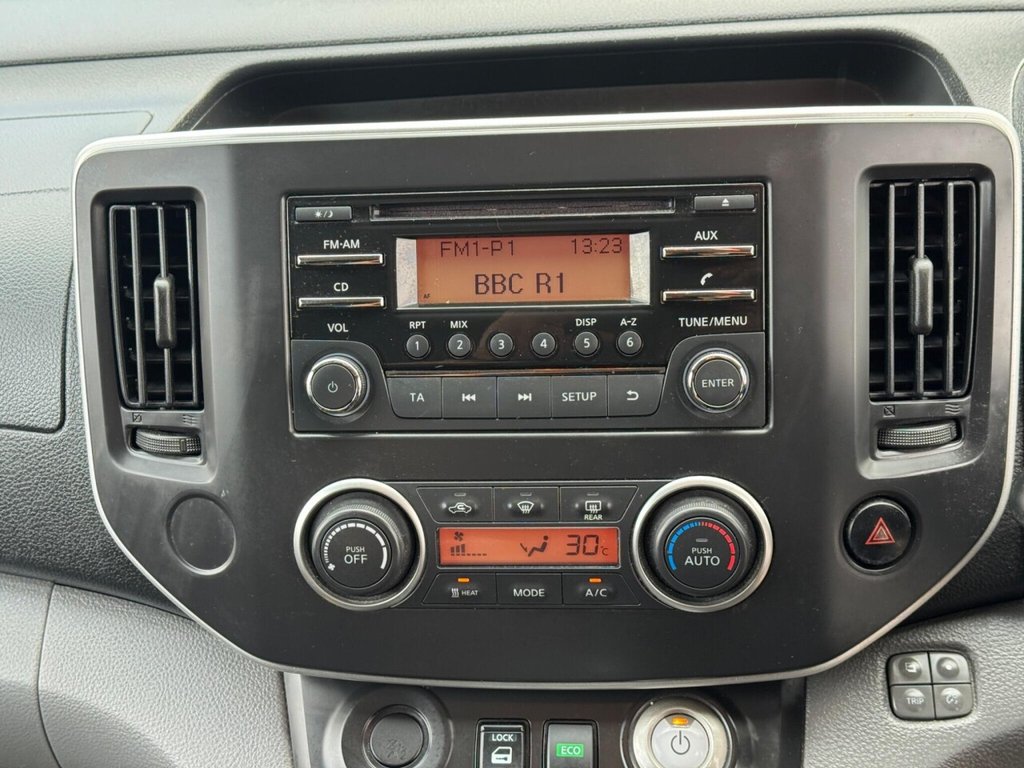 FM·AM
CD
VOL
FM1-P1 13:23
BBC R1
AF
AUX
TUNE/MENU
RPT MIX DISP A-Z
1 2 3 4 5 6
TA SETUP
ENTER
REAR
PUSH
OFF
30°C
PUSH
AUTO
HEAT MODE A/C
TRIP
LOCK
ECO